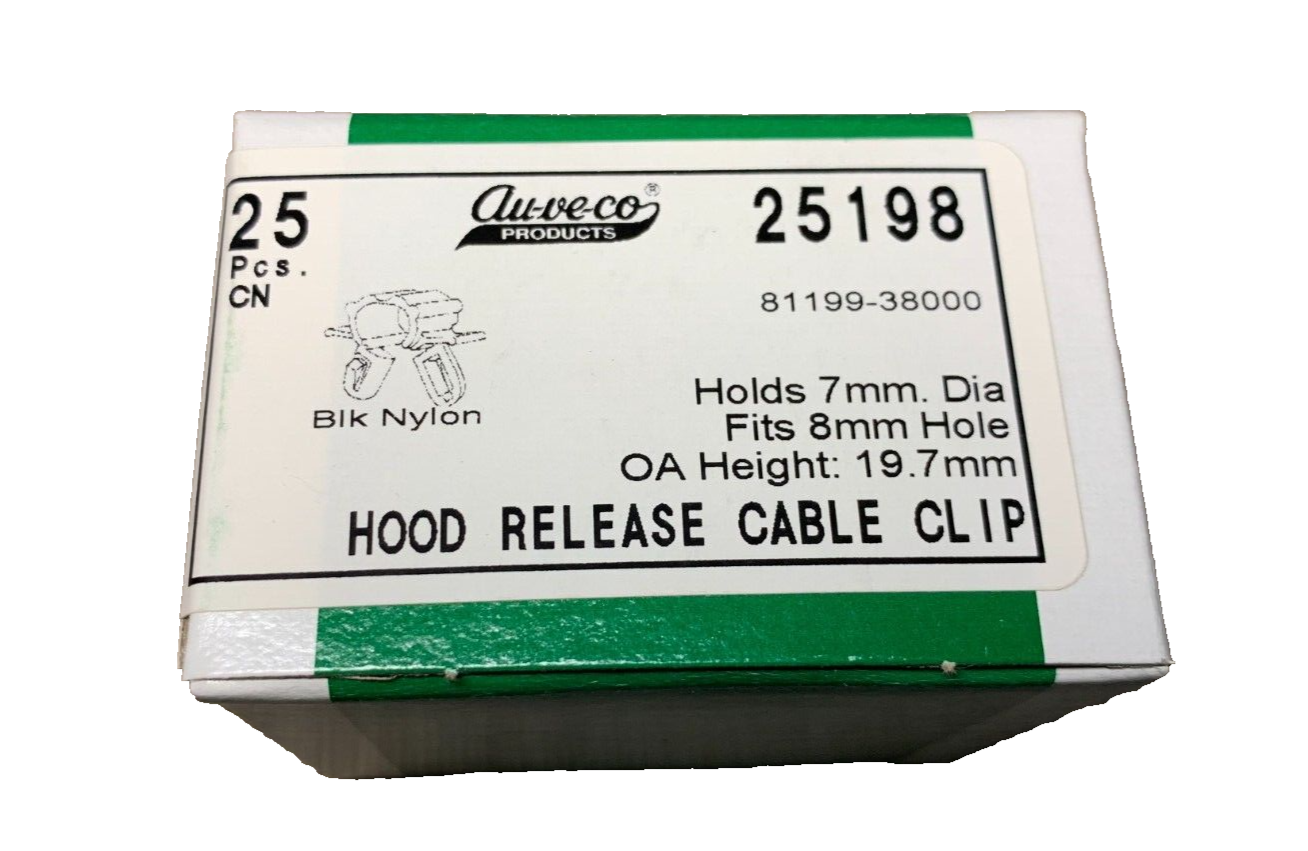 25
Pcs.
CN
Au-ve-co®
PRODUCTS
25198
81199-38000
Blk Nylon
Holds 7mm. Dia
Fits 8mm Hole
OA Height: 19.7mm
HOOD RELEASE CABLE CLIP